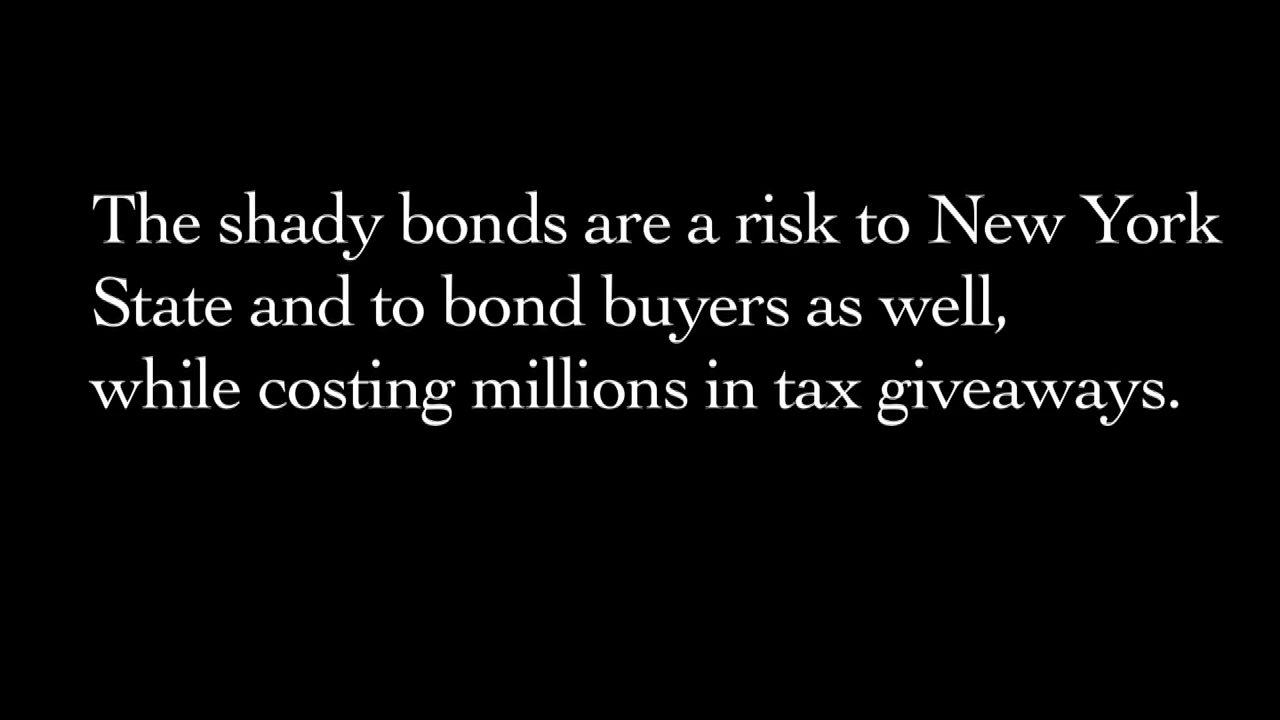 The shady bonds are a risk to New York
State and to bond buyers as well,
while costing millions in tax giveaways.